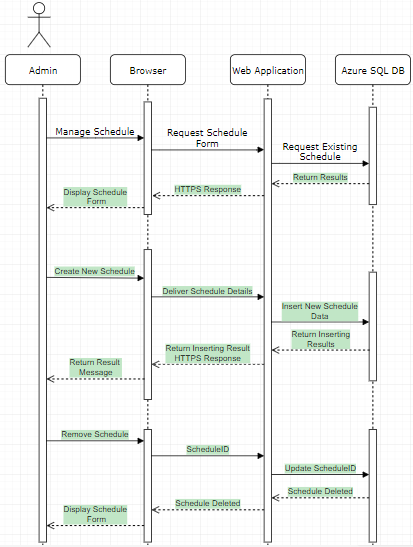 Admin
Browser
Web Application
Azure SQL DB
Manage Schedule
Request Schedule
Form
Request Existing
Schedule
Return Results
HTTPS Response
Display Schedule
Form
Create New Schedule
Deliver Schedule Details
Insert New Schedule
Data
Return Inserting
Results
Return Inserting Result
HTTPS Response
Return Result
Message
Remove Schedule
ScheduleID
Update ScheduleID
Schedule Deleted
Schedule Deleted
Display Schedule
Form